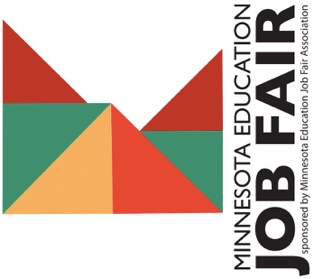 MINNESOTA EDUCATION
JOB FAIR
sponsored by Minnesota Education Job Fair Association